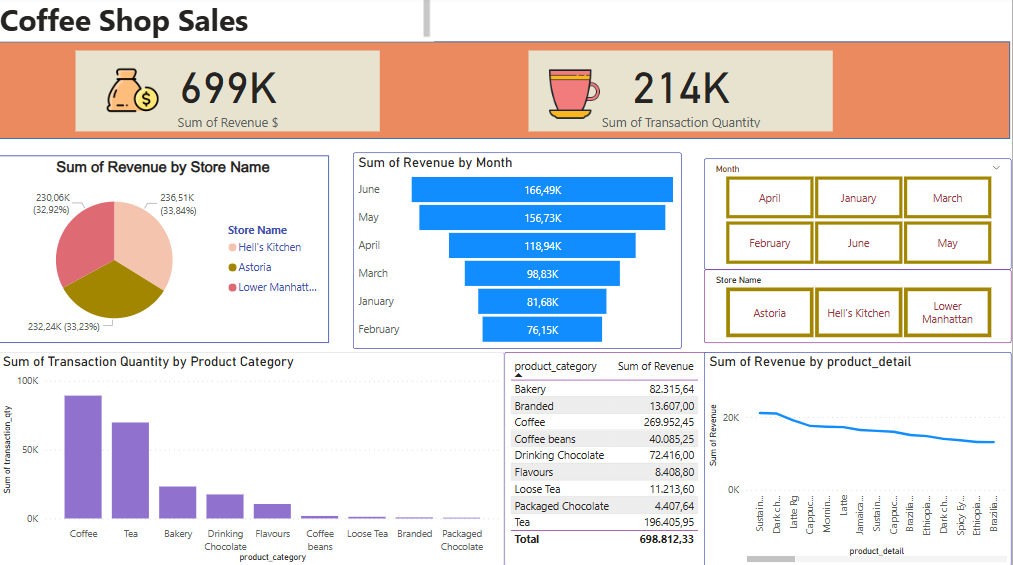 Coffee Shop Sales
699K
Sum of Revenue $
214K
Sum of Transaction Quantity
Sum of Revenue by Store Name
230,06K
(32,92%)
236,51K
(33,84%)
232,24K (33,23%)
Store Name
Hell's Kitchen
Astoria
Lower Manhatt...
Sum of Revenue by Month
June 166,49K
May 156,73K
April 118,94K
March 98,83K
January 81,68K
February 76,15K
Month
April January March
February June May
Store Name
Astoria Hell's Kitchen Lower
Manhattan
Sum of Transaction Quantity by Product Category
Sum of transaction_qty
100K
50K
0K
Coffee Tea Bakery Drinking Chocolate Flavours Coffee beans Loose Tea Branded Packaged Chocolate
product_category
product_category Sum of Revenue
Bakery 82.315,64
Branded 13.607,00
Coffee 269.952,45
Coffee beans 40.085,25
Drinking Chocolate 72.416,00
Flavours 8.408,80
Loose Tea 11.213,60
Packaged Chocolate 4.407,64
Tea 196.405,95
Total 698.812,33
Sum of Revenue by product_detail
Sum of Revenue
20K
0K
Sustain...
Dark ch...
Latte Rg
Cappuc...
Mornin...
Latte
Jamaica...
Sustain...
Cappuc...
Brazilia...
Ethiopia...
Dark ch...
Spicy Ey...
Ethiopia...
Brazilia...
product_detail